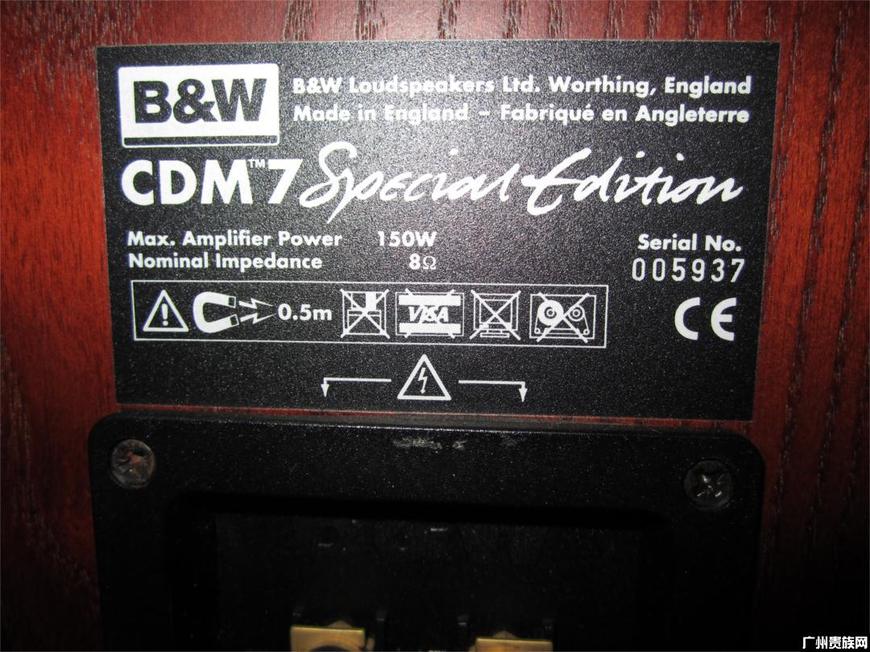 B&W
B&W Loudspeakers Ltd. Worthing, England
Made in England – Fabriqué en Angleterre
CDM™7 Special Edition
Max. Amplifier Power 150W
Nominal Impedance 8Ω
Serial No.
005937
0.5m
VISA
CE
广州贵族网